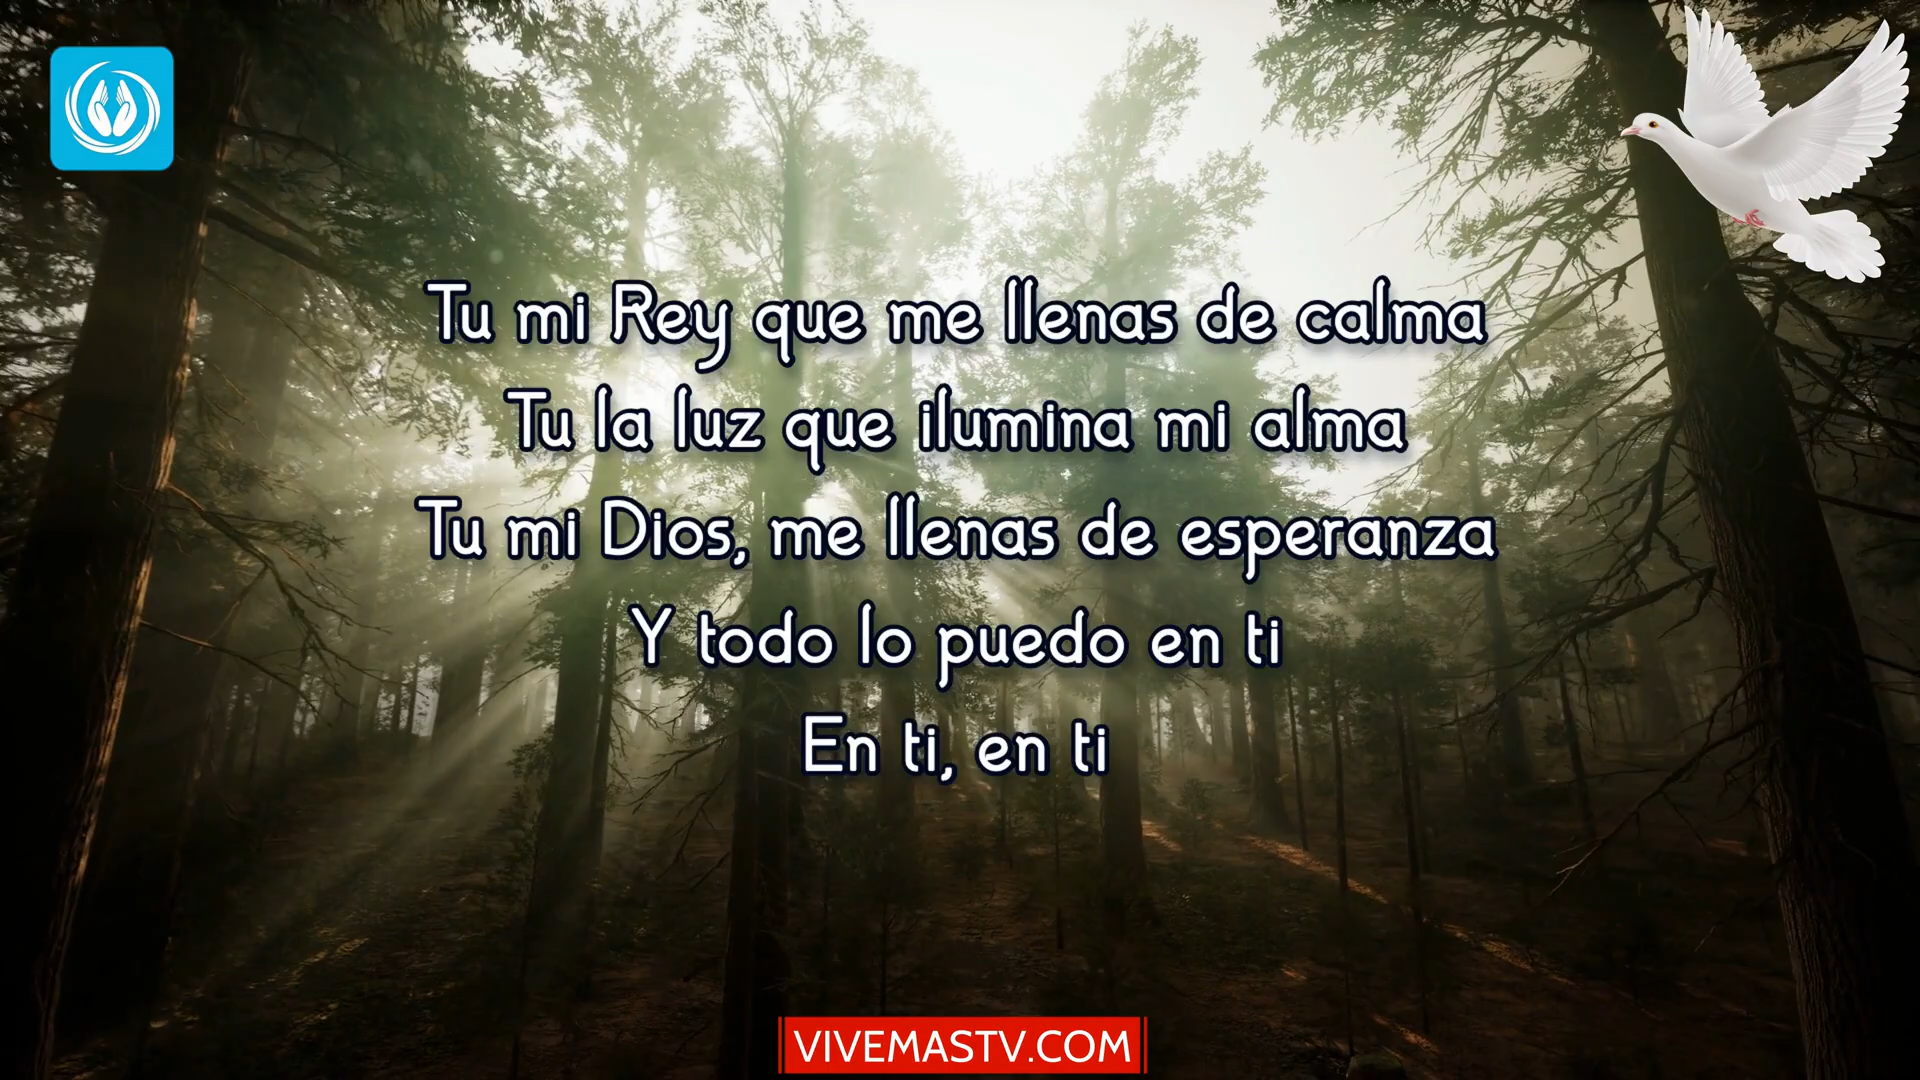 Tu mi Rey que me llenas de calma
Tu la luz que ilumina mi alma
Tu mi Dios, me llenas de esperanza
Y todo lo puedo en ti
En ti, en ti
VIVEMASTV.COM